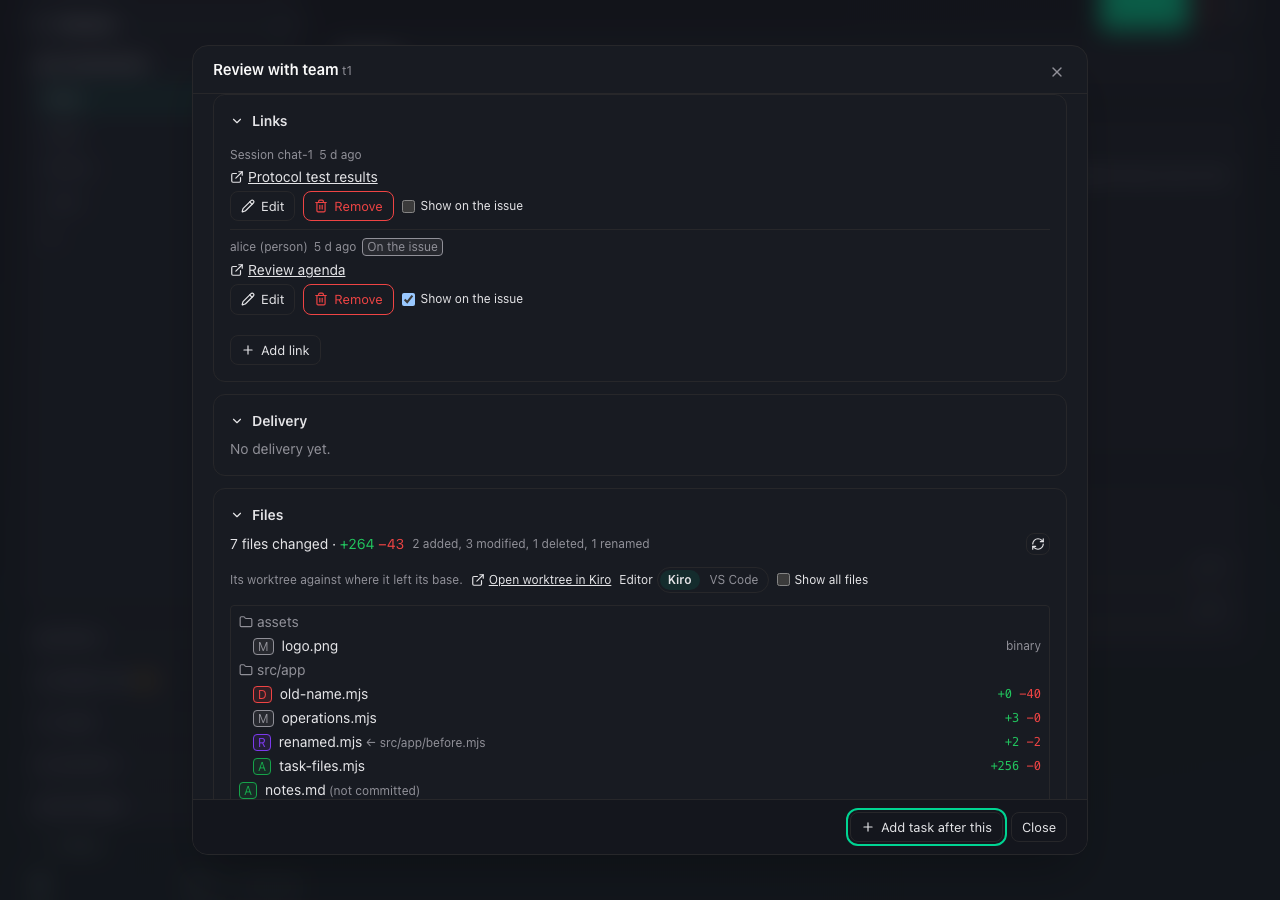 Review with team t1
Links
Session chat-1 5 d ago
Protocol test results
Edit Remove Show on the issue
alice (person) 5 d ago On the issue
Review agenda
Edit Remove Show on the issue
Add link
Delivery
No delivery yet.
Files
7 files changed · +264 −43 2 added, 3 modified, 1 deleted, 1 renamed
Its worktree against where it left its base. Open worktree in Kiro Editor Kiro VS Code Show all files
assets
M logo.png binary
src/app
D old-name.mjs +0 −40
M operations.mjs +3 −0
R renamed.mjs ← src/app/before.mjs +2 −2
A task-files.mjs +256 −0
A notes.md (not committed)
Add task after this Close